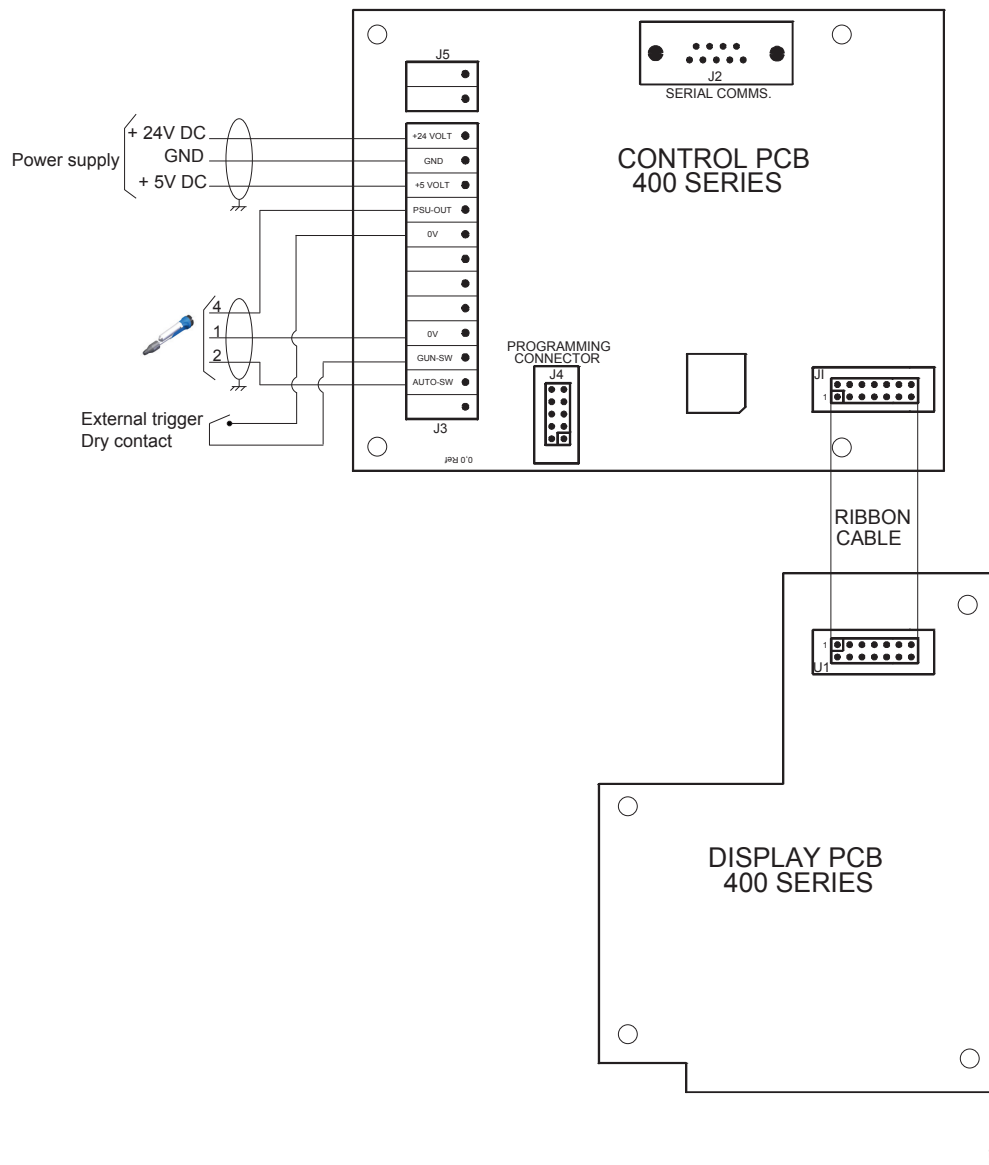 J5
J2
SERIAL COMMS.
Power supply
+ 24V DC
GND
+ 5V DC
+24 VOLT
GND
+5 VOLT
PSU-OUT
0V
0V
GUN-SW
AUTO-SW
J3
4
1
2
External trigger
Dry contact
CONTROL PCB
400 SERIES
PROGRAMMING
CONNECTOR
J4
JI
1
0,0 Ref
RIBBON
CABLE
1
U1
DISPLAY PCB
400 SERIES